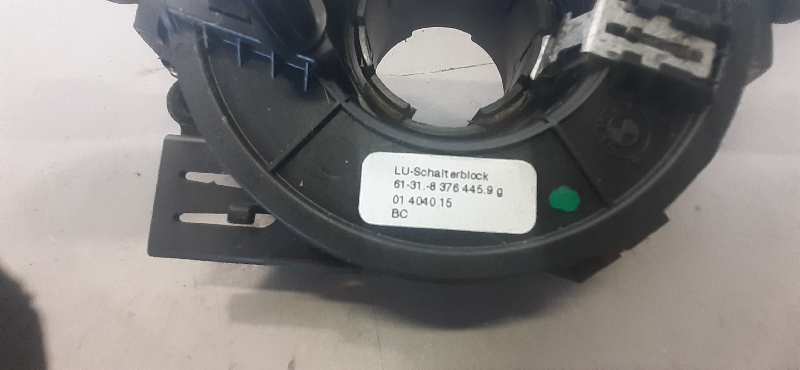 LU-Schalterblock
61-31.-8 376 445.9 g
01 4040 15
BC